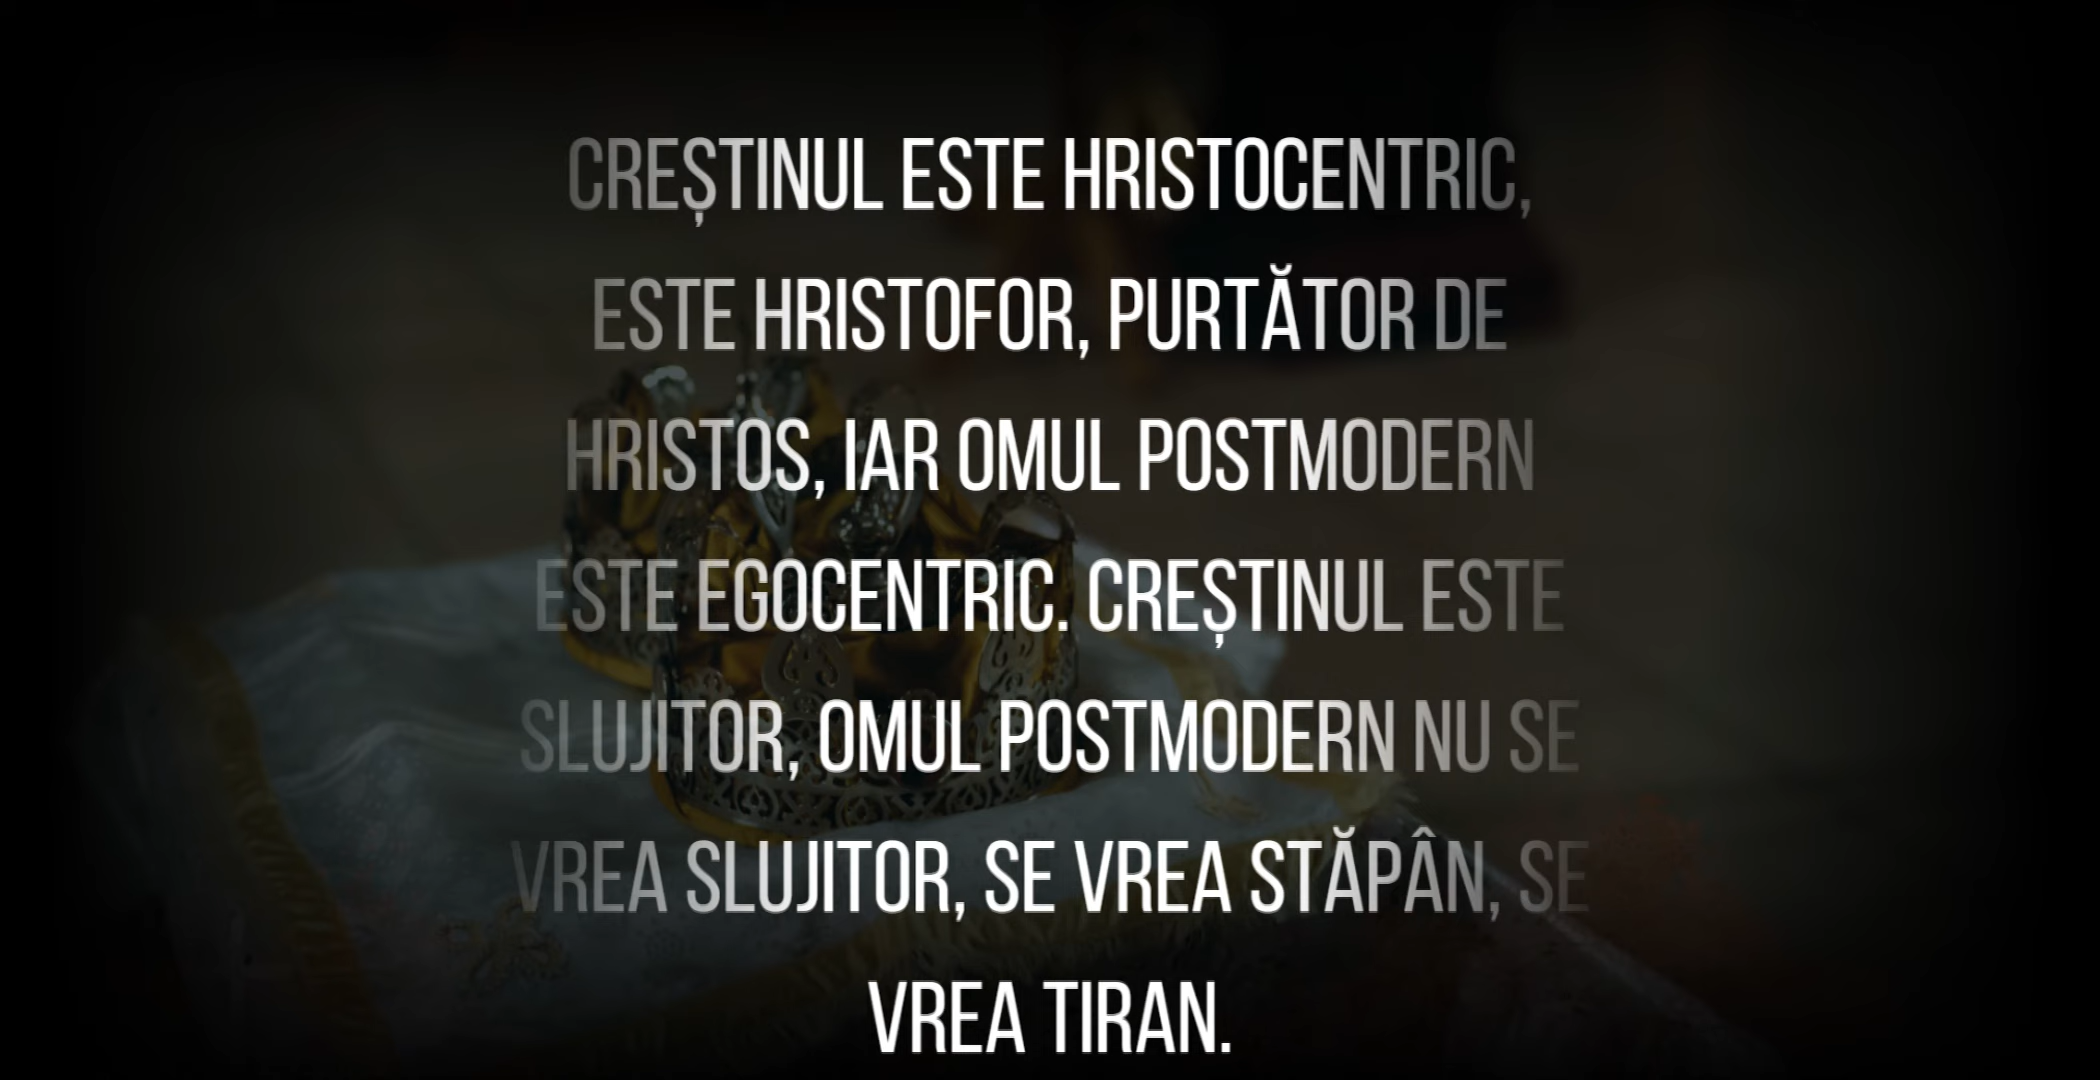 CREȘTINUL ESTE HRISTOCENTRIC,
ESTE HRISTOFOR, PURTĂTOR DE
HRISTOS, IAR OMUL POSTMODERN
ESTE EGOCENTRIC. CREȘTINUL ESTE
SLUJITOR, OMUL POSTMODERN NU SE
VREA SLUJITOR, SE VREA STĂPÂN, SE
VREA TIRAN.